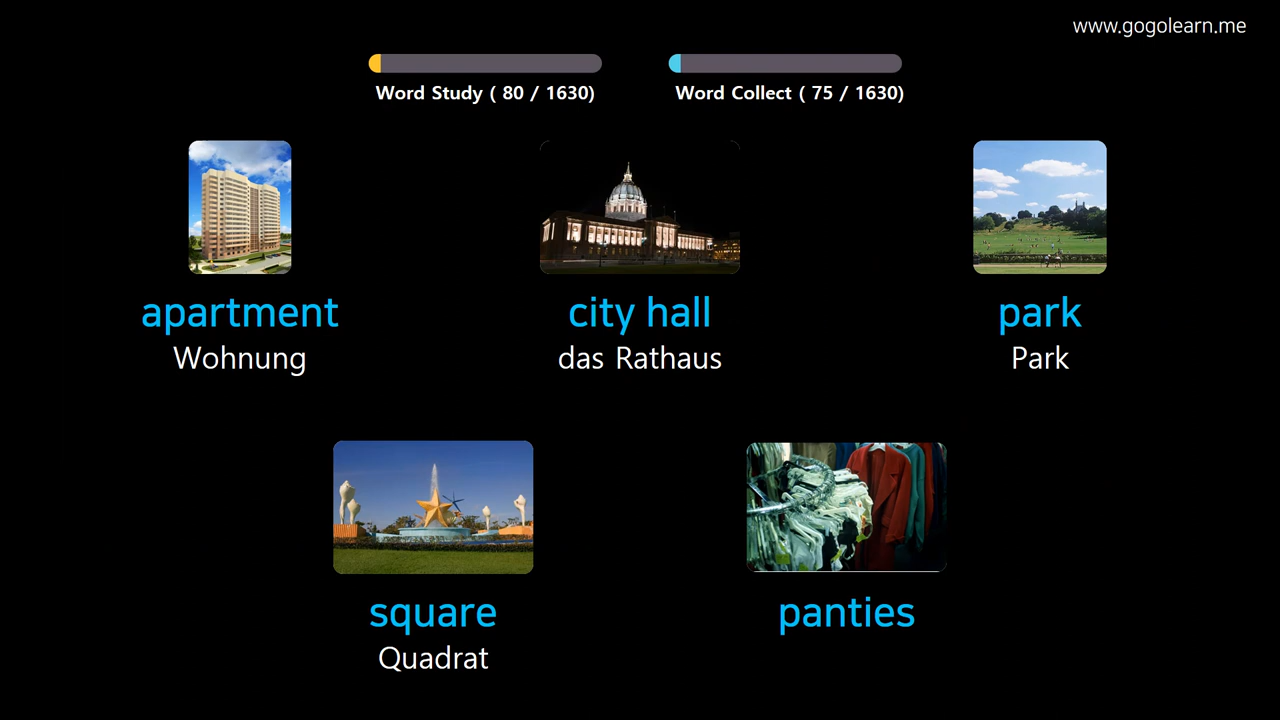 www.gogolearn.me
Word Study ( 80 / 1630)
Word Collect ( 75 / 1630)
apartment
Wohnung
city hall
das Rathaus
park
Park
square
Quadrat
panties